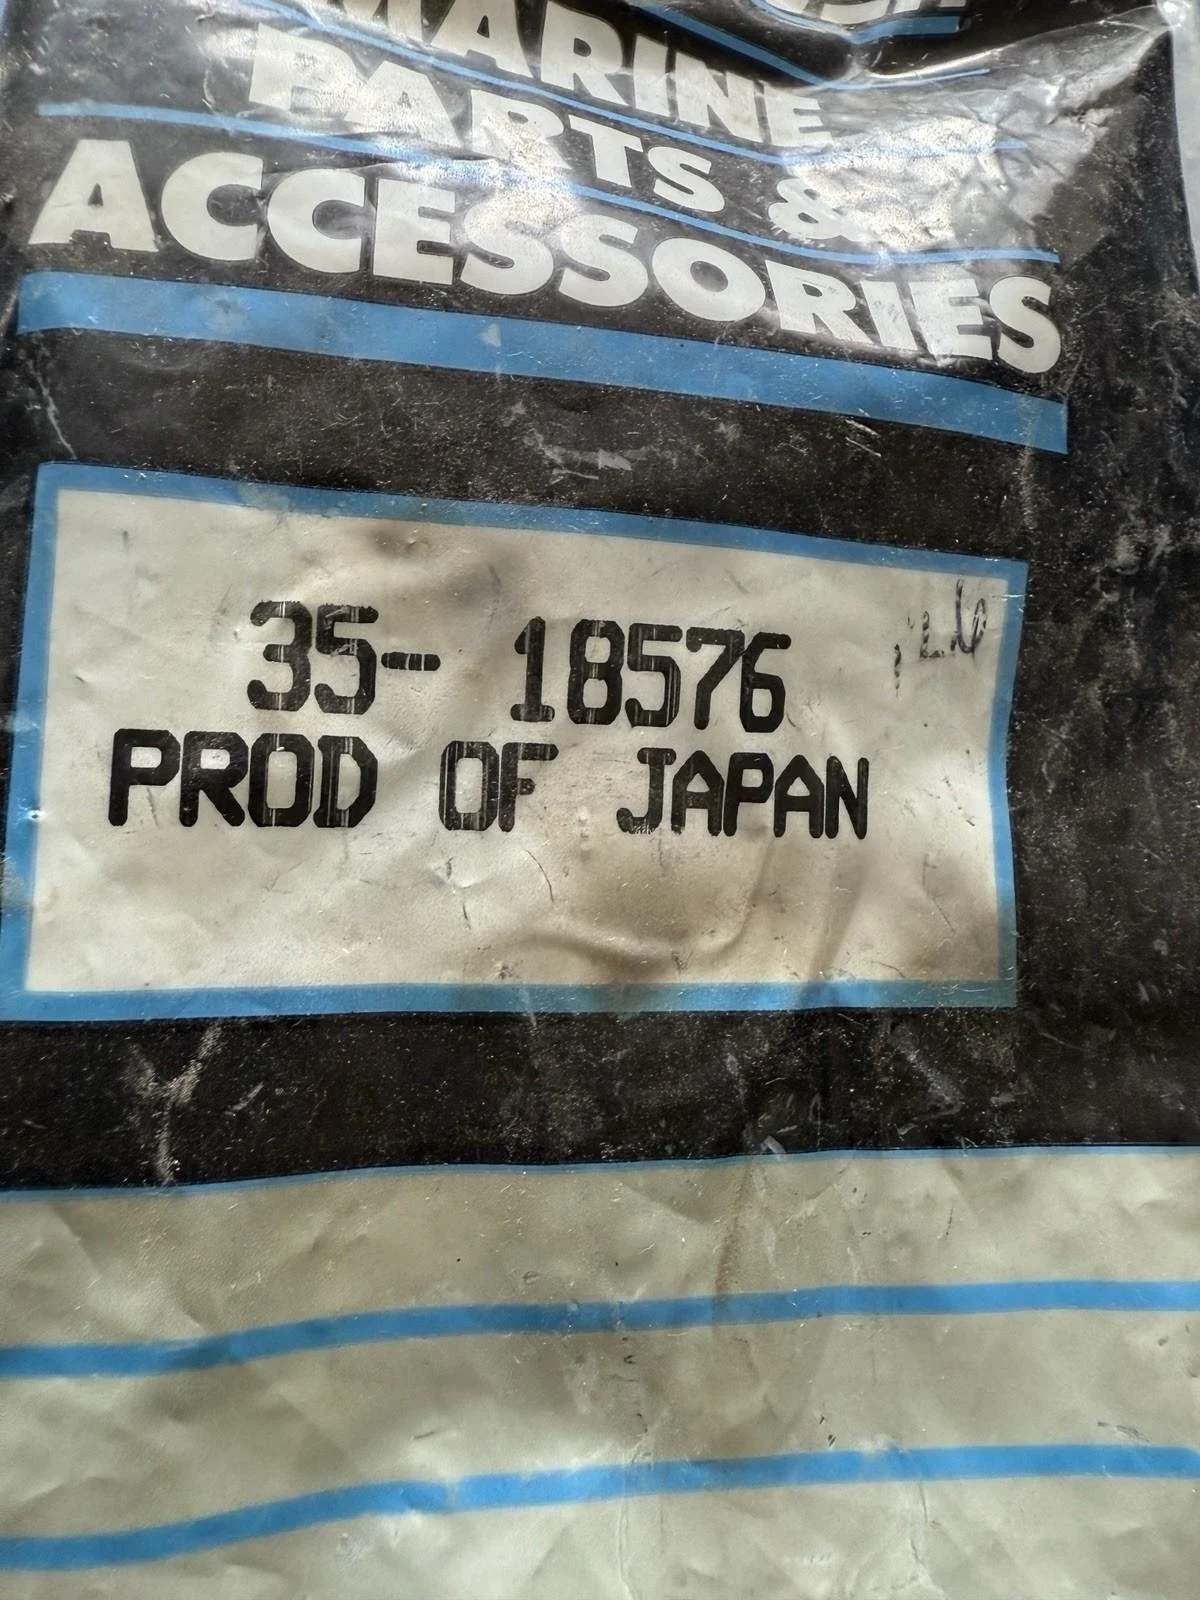 MARINE
PARTS &
ACCESSORIES
35- 18576
PROD OF JAPAN